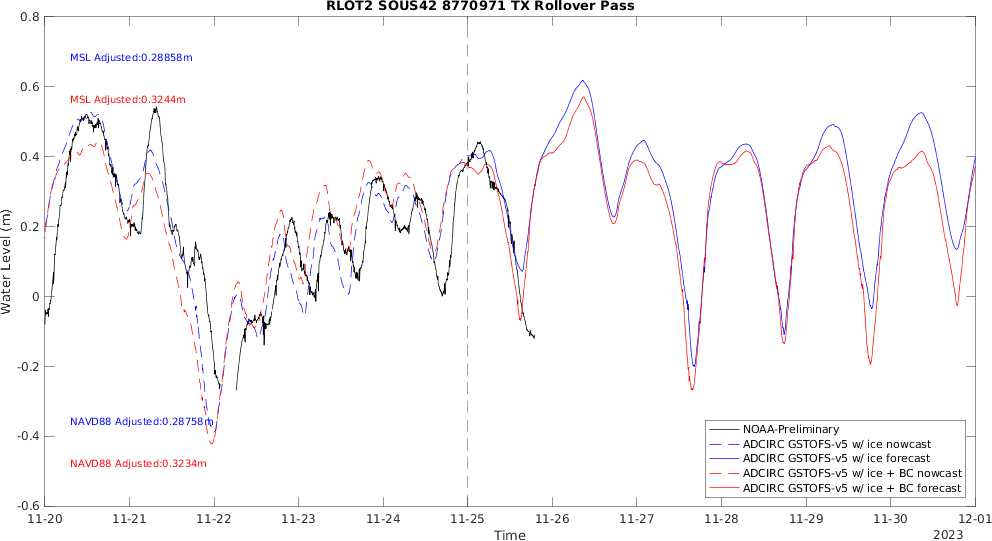 RLOT2 SOUS42 8770971 TX Rollover Pass
0.8
0.6
0.4
0.2
0
-0.2
-0.4
-0.6
Water Level (m)
MSL Adjusted:0.28858m
MSL Adjusted:0.3244m
NAVD88 Adjusted:0.28758m
NAVD88 Adjusted:0.3234m
NOAA-Preliminary
ADCIRC GSTOFS-v5 w/ ice nowcast
ADCIRC GSTOFS-v5 w/ ice forecast
ADCIRC GSTOFS-v5 w/ ice + BC nowcast
ADCIRC GSTOFS-v5 w/ ice + BC forecast
11-20 11-21 11-22 11-23 11-24 11-25 11-26 11-27 11-28 11-29 11-30 12-01
Time
2023